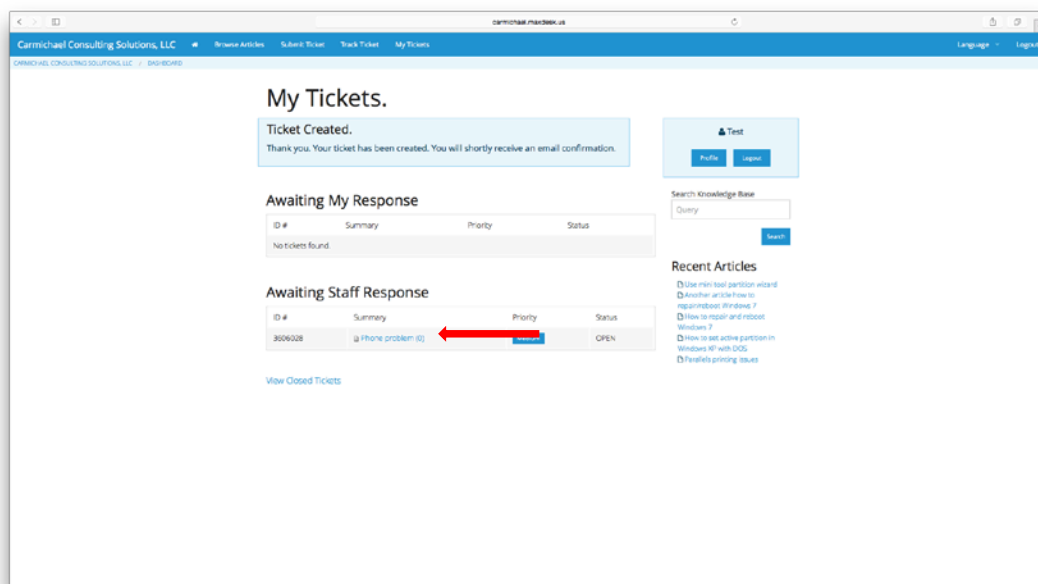 carmichael.maxdesk.us
Carmichael Consulting Solutions, LLC Browse Articles Submit Ticket Track Ticket My Tickets Language Logout
CARMICHAEL CONSULTING SOLUTIONS, LLC / DASHBOARD
My Tickets.
Ticket Created.
Thank you. Your ticket has been created. You will shortly receive an email confirmation.
Test
Profile Logout
Awaiting My Response
ID # Summary Priority Status
No tickets found.
Search Knowledge Base
Query
Search
Awaiting Staff Response
ID # Summary Priority Status
3606028 Phone problem (0) OPEN
View Closed Tickets
Recent Articles
Use mini tool partition wizard
Another article how to
repair/reboot Windows 7
How to repair and reboot
Windows 7
How to set active partition in
Windows XP with DOS
Parallels printing issues